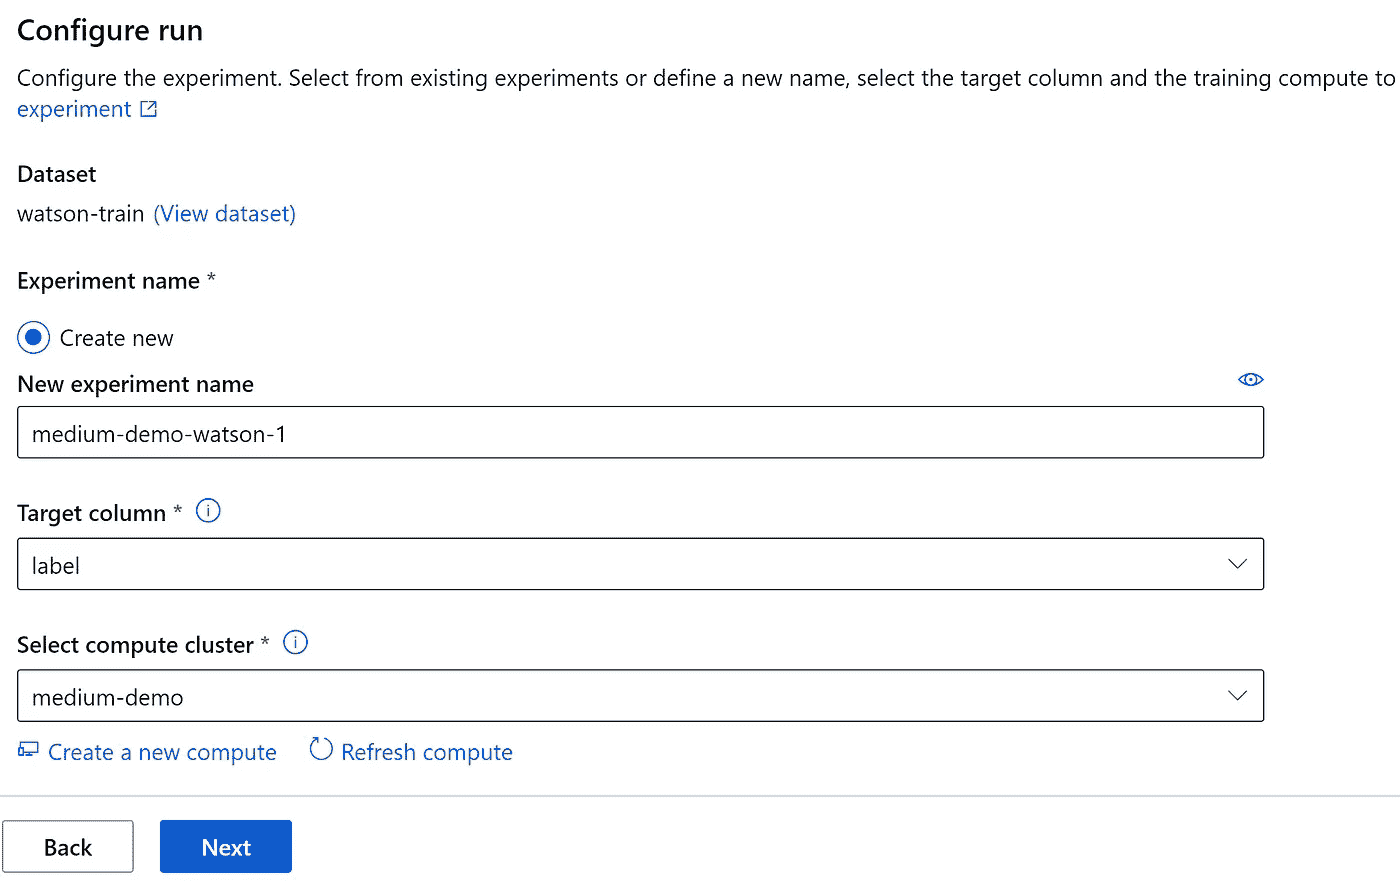 Configure run
Configure the experiment. Select from existing experiments or define a new name, select the target column and the training compute to
experiment
Dataset
watson-train (View dataset)
Experiment name *
Create new
New experiment name
medium-demo-watson-1
Target column *
label
Select compute cluster *
medium-demo
Create a new compute Refresh compute
Back Next